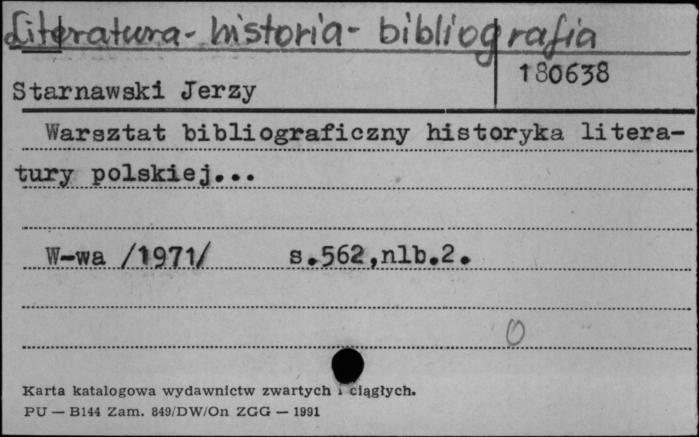 Literatura - historia - bibliografia
180638
Starnawski Jerzy
Warsztat bibliograficzny historyka litera-
tury polskiej...
W-wa /1971/ s.562,nlb.2.
0
Karta katalogowa wydawnictw zwartych i ciągłych.
PU — B144 Zam. 849/DW/On ZGG — 1991